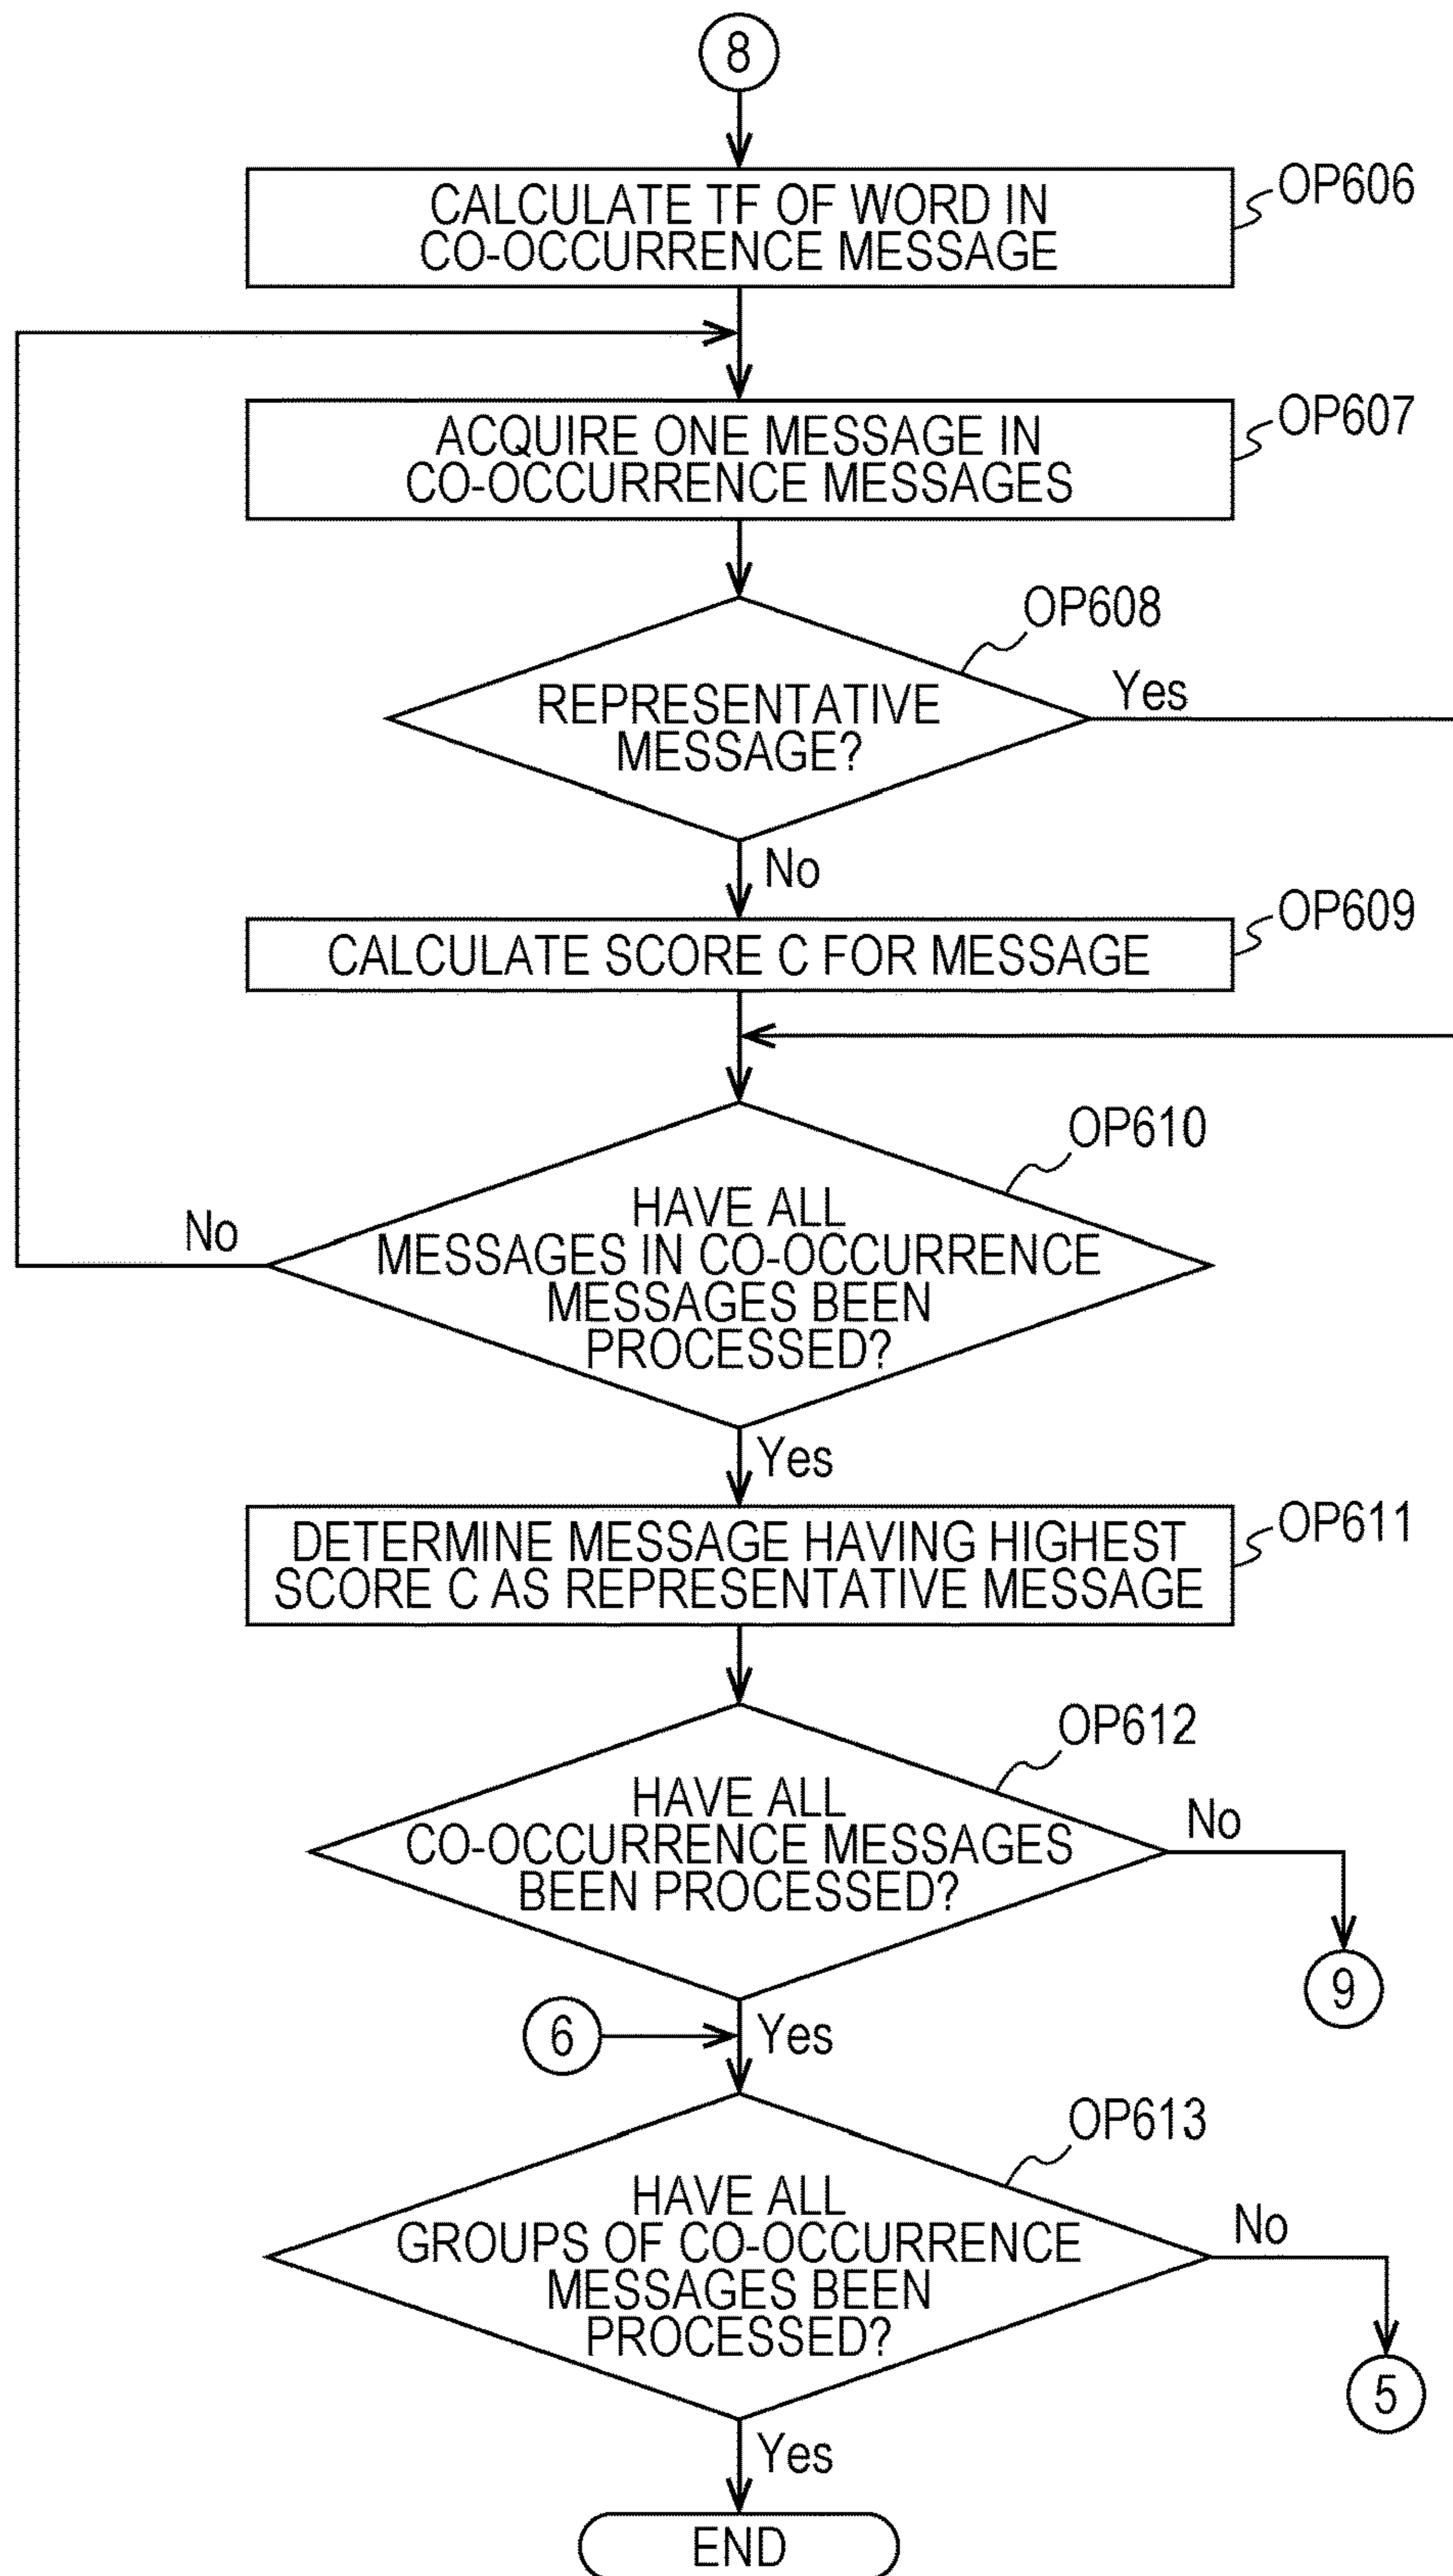 8
CALCULATE TF OF WORD IN
CO-OCCURRENCE MESSAGE
OP606
ACQUIRE ONE MESSAGE IN
CO-OCCURRENCE MESSAGES
OP607
OP608
REPRESENTATIVE
MESSAGE?
Yes
No
CALCULATE SCORE C FOR MESSAGE
OP609
OP610
HAVE ALL
MESSAGES IN CO-OCCURRENCE
MESSAGES BEEN
PROCESSED?
No
Yes
DETERMINE MESSAGE HAVING HIGHEST
SCORE C AS REPRESENTATIVE MESSAGE
OP611
OP612
HAVE ALL
CO-OCCURRENCE MESSAGES
BEEN PROCESSED?
No
9
6
Yes
OP613
HAVE ALL
GROUPS OF CO-OCCURRENCE
MESSAGES BEEN
PROCESSED?
No
5
Yes
END